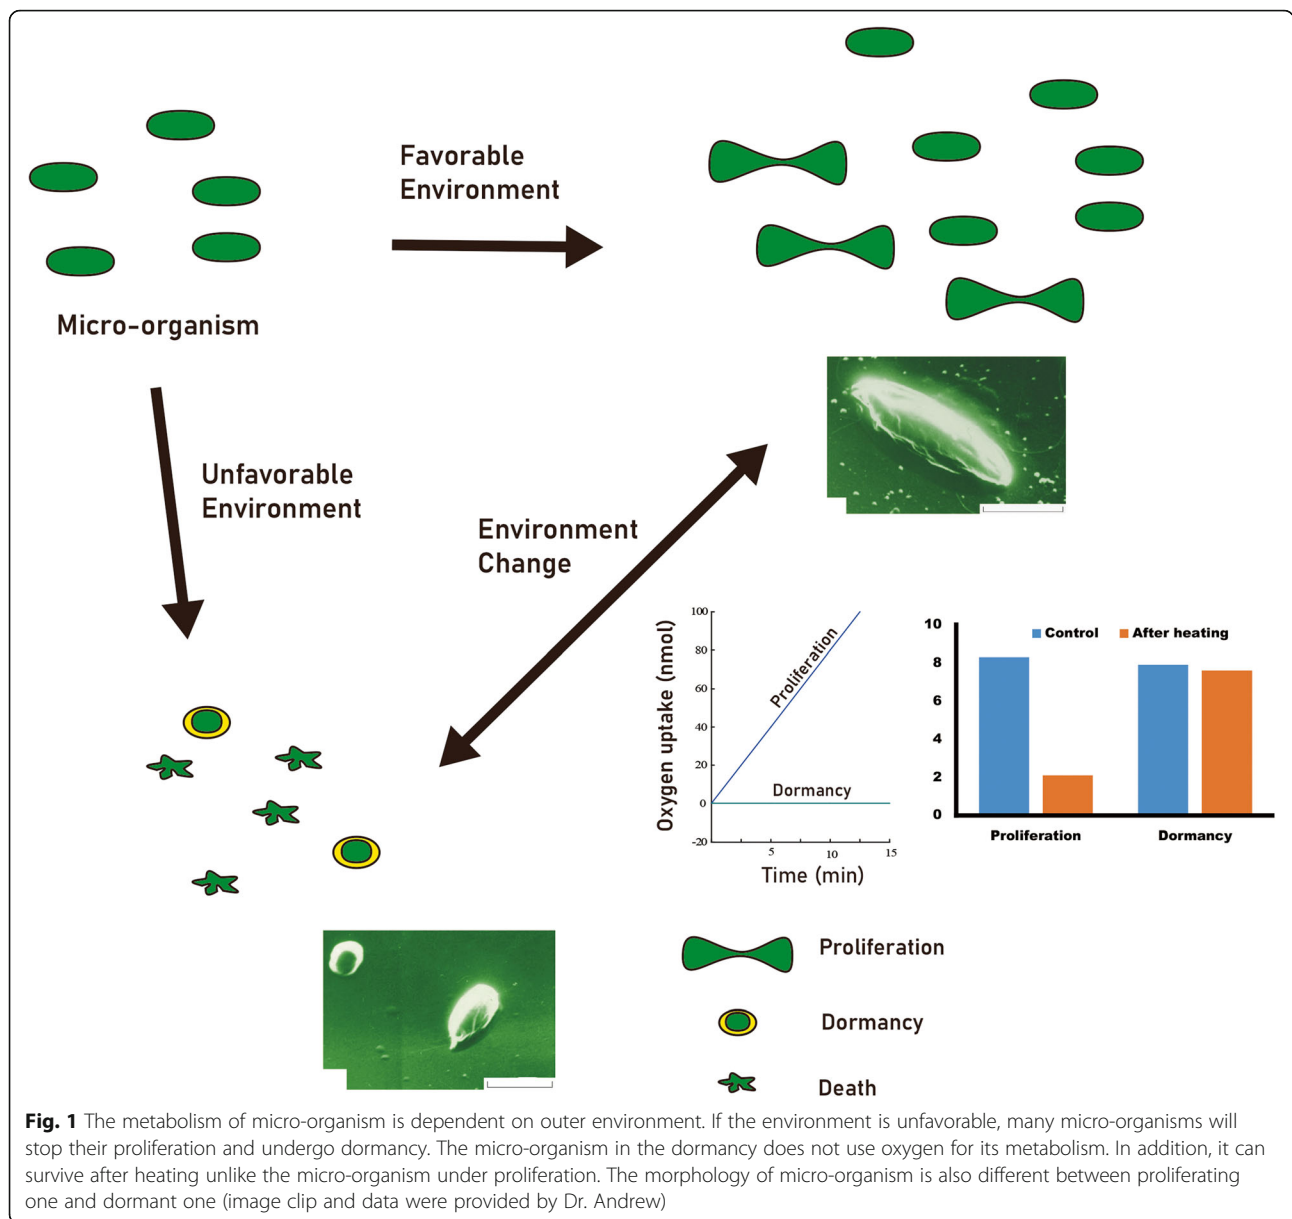 Favorable
Environment
Micro-organism
Unfavorable
Environment
Environment
Change
Oxygen uptake (nmol)
100
80
60
40
20
0
-20
Proliferation
Dormancy
5
10
15
Time (min)
10
8
6
4
2
0
Control
After heating
Proliferation
Dormancy
Proliferation
Dormancy
Death
Fig. 1 The metabolism of micro-organism is dependent on outer environment. If the environment is unfavorable, many micro-organisms will
stop their proliferation and undergo dormancy. The micro-organism in the dormancy does not use oxygen for its metabolism. In addition, it can
survive after heating unlike the micro-organism under proliferation. The morphology of micro-organism is also different between proliferating
one and dormant one (image clip and data were provided by Dr. Andrew)